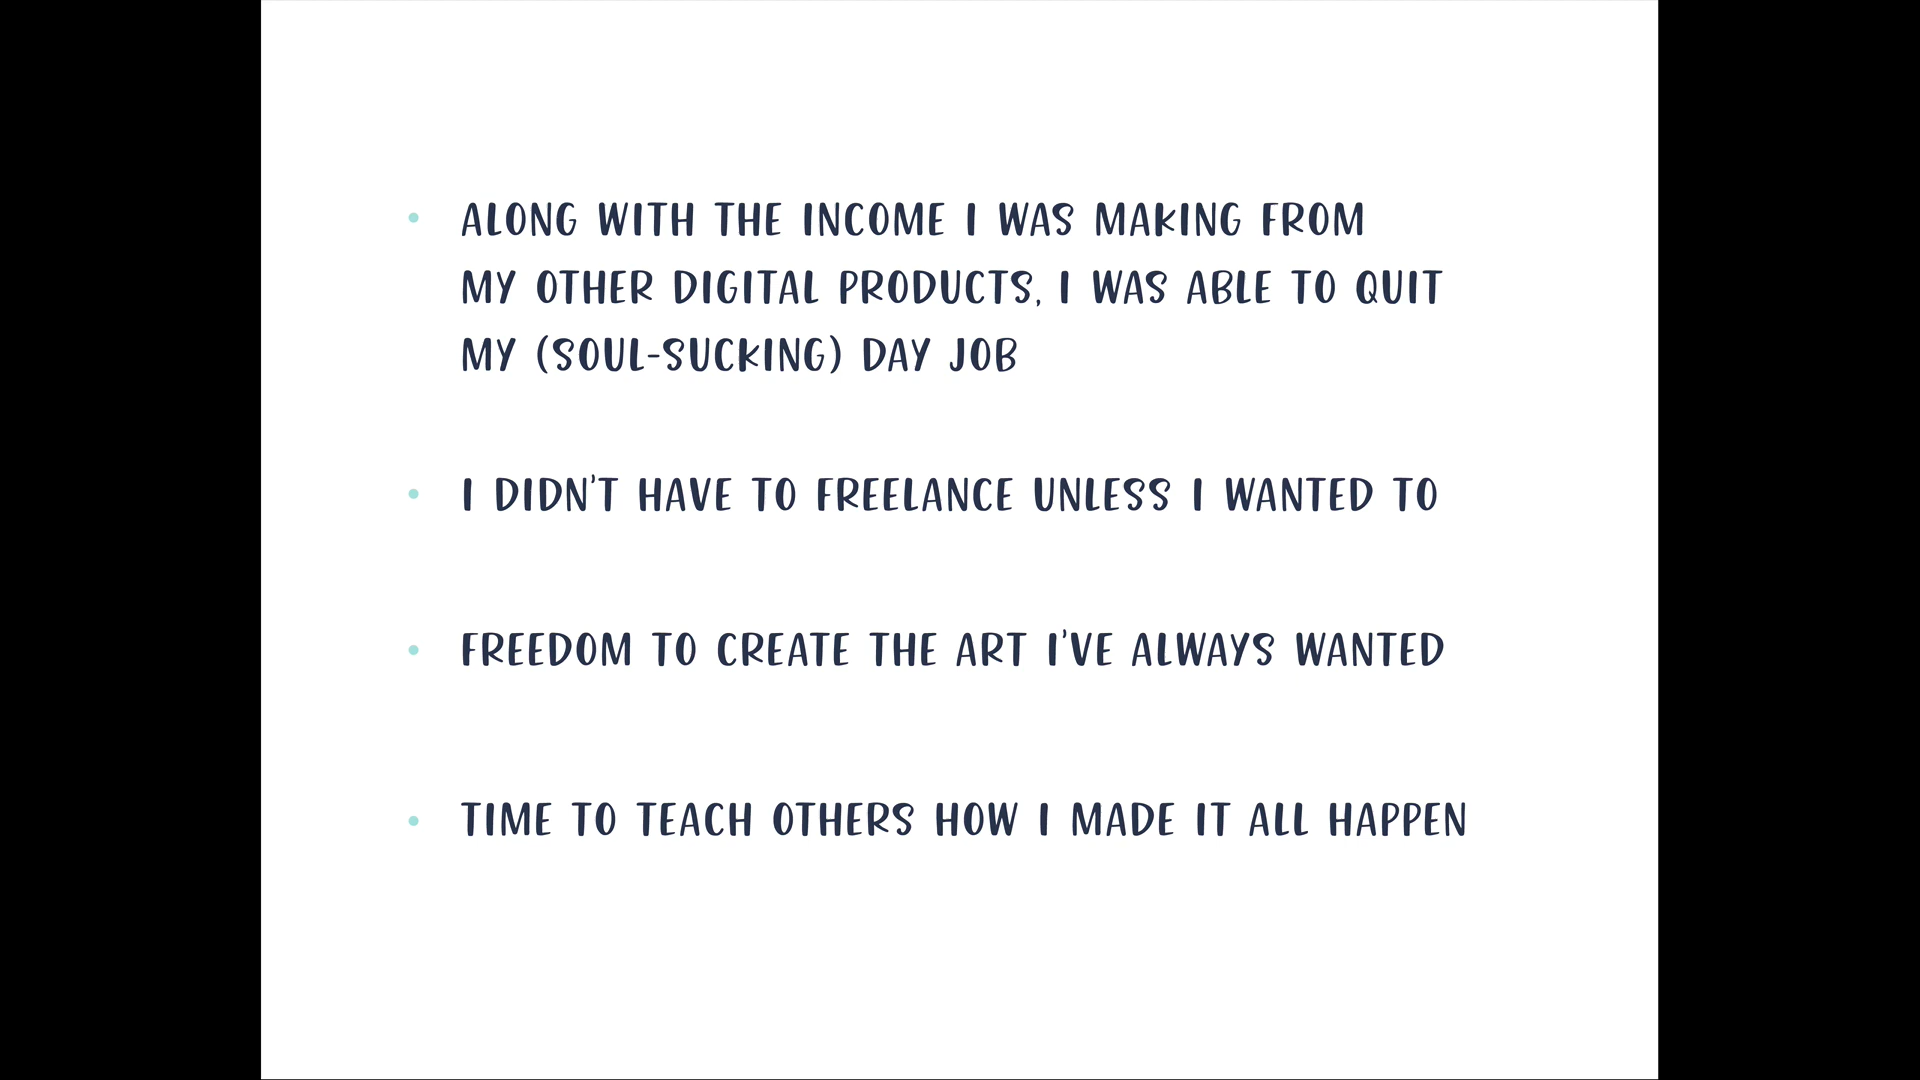 • ALONG WITH THE INCOME I WAS MAKING FROM
MY OTHER DIGITAL PRODUCTS, I WAS ABLE TO QUIT
MY (SOUL-SUCKING) DAY JOB
• I DIDN'T HAVE TO FREELANCE UNLESS I WANTED TO
• FREEDOM TO CREATE THE ART I'VE ALWAYS WANTED
• TIME TO TEACH OTHERS HOW I MADE IT ALL HAPPEN